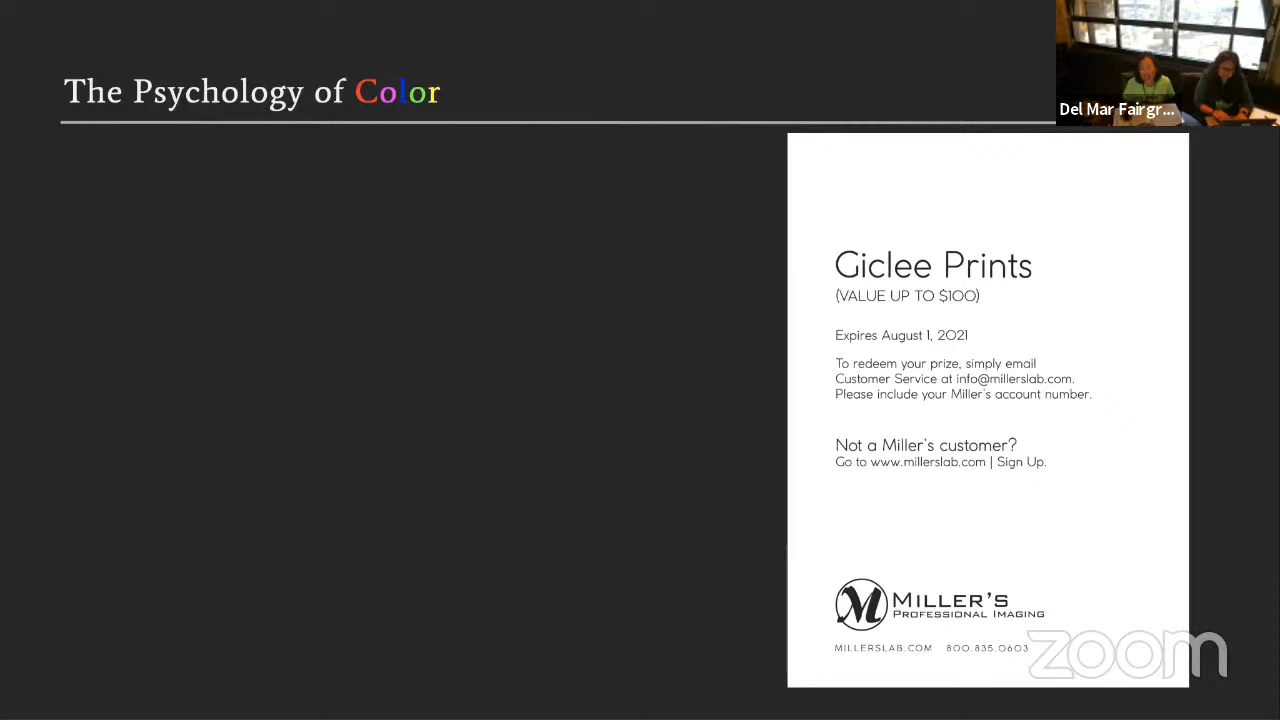 The Psychology of Color
Del Mar Fairgr...
Giclee Prints
(VALUE UP TO $100)
Expires August 1, 2021
To redeem your prize, simply email
Customer Service at info@millerslab.com.
Please include your Miller's account number.
Not a Miller's customer?
Go to www.millerslab.com | Sign Up.
M MILLER'S
PROFESSIONAL IMAGING
MILLERSLAB.COM 800.835.0603
zoom